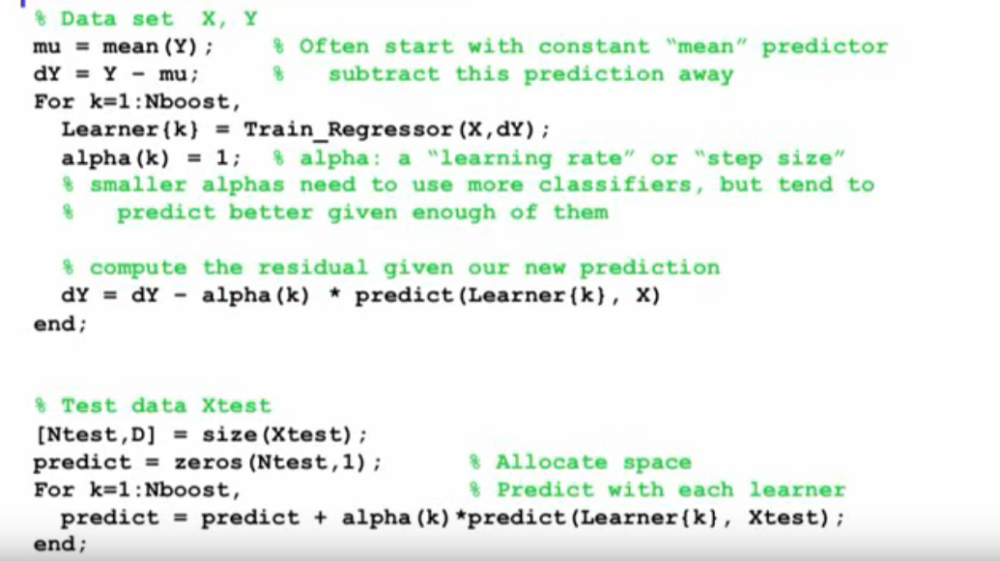 % Data set X, Y
mu = mean(Y); % Often start with constant “mean” predictor
dY = Y - mu; % subtract this prediction away
For k=1:Nboost,
Learner{k} = Train_Regressor(X,dY);
alpha(k) = 1; % alpha: a “learning rate” or “step size”
% smaller alphas need to use more classifiers, but tend to
% predict better given enough of them
% compute the residual given our new prediction
dY = dY - alpha(k) * predict(Learner{k}, X)
end;
% Test data Xtest
[Ntest,D] = size(Xtest);
predict = zeros(Ntest,1); % Allocate space
For k=1:Nboost, % Predict with each learner
predict = predict + alpha(k)*predict(Learner{k}, Xtest);
end;